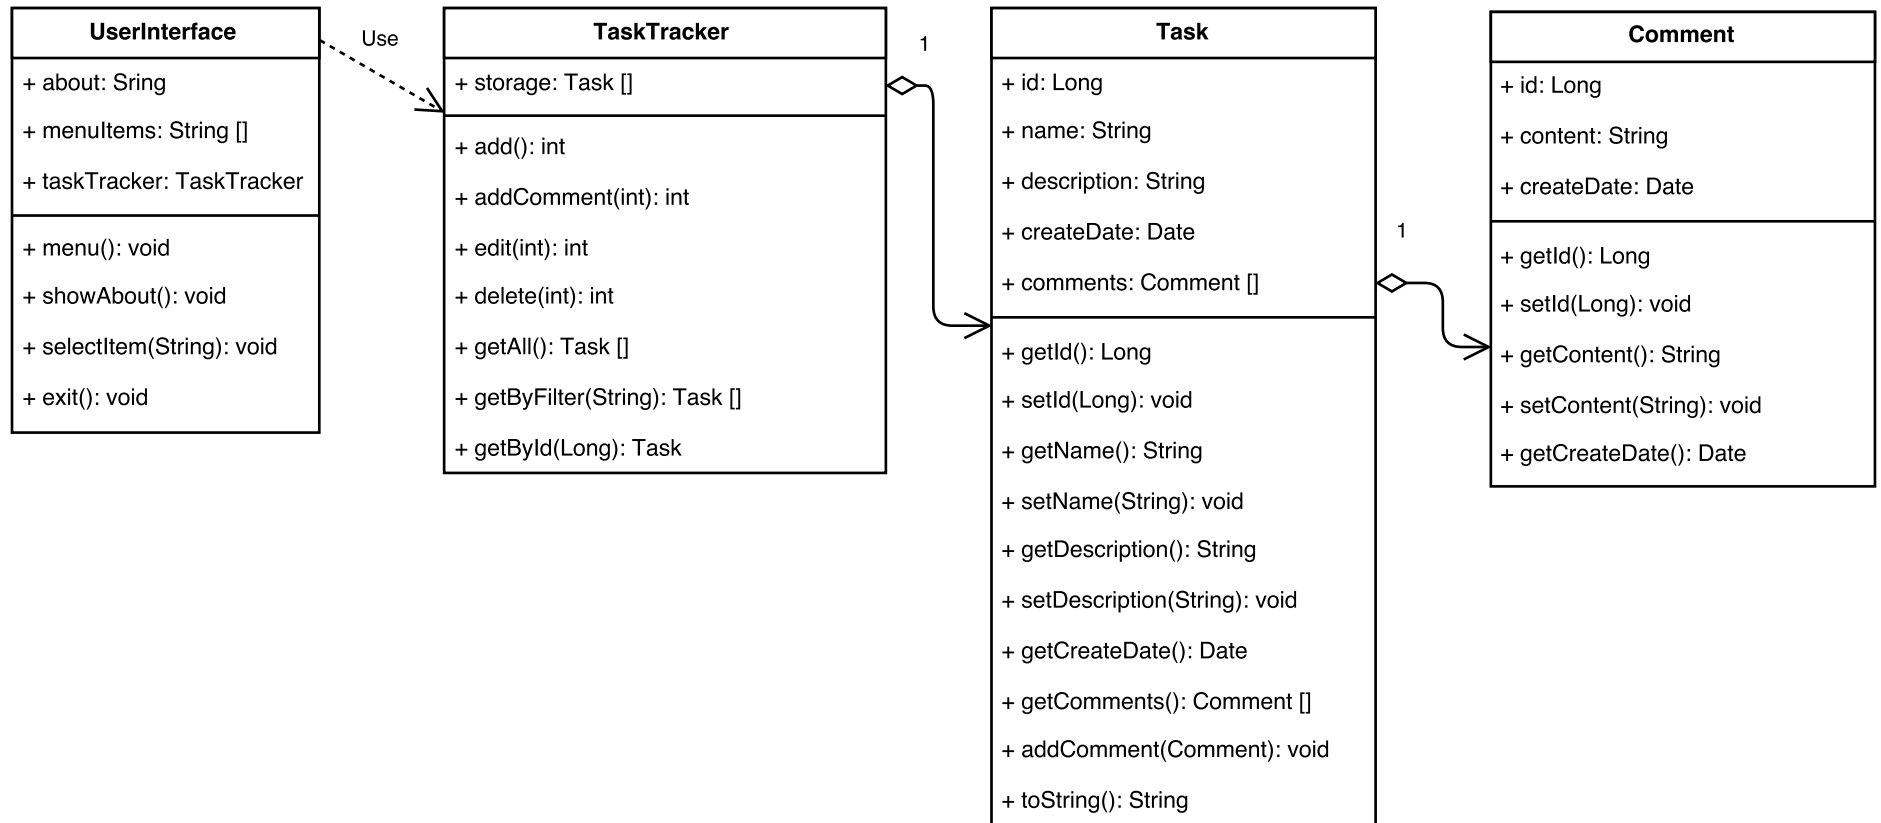 UserInterface
+ about: Sring
+ menuItems: String []
+ taskTracker: TaskTracker
+ menu(): void
+ showAbout(): void
+ selectItem(String): void
+ exit(): void
Use
TaskTracker
+ storage: Task []
+ add(): int
+ addComment(int): int
+ edit(int): int
+ delete(int): int
+ getAll(): Task []
+ getByFilter(String): Task []
+ getById(Long): Task
1
Task
+ id: Long
+ name: String
+ description: String
+ createDate: Date
+ comments: Comment []
+ getId(): Long
+ setId(Long): void
+ getName(): String
+ setName(String): void
+ getDescription(): String
+ setDescription(String): void
+ getCreateDate(): Date
+ getComments(): Comment []
+ addComment(Comment): void
+ toString(): String
1
Comment
+ id: Long
+ content: String
+ createDate: Date
+ getId(): Long
+ setId(Long): void
+ getContent(): String
+ setContent(String): void
+ getCreateDate(): Date